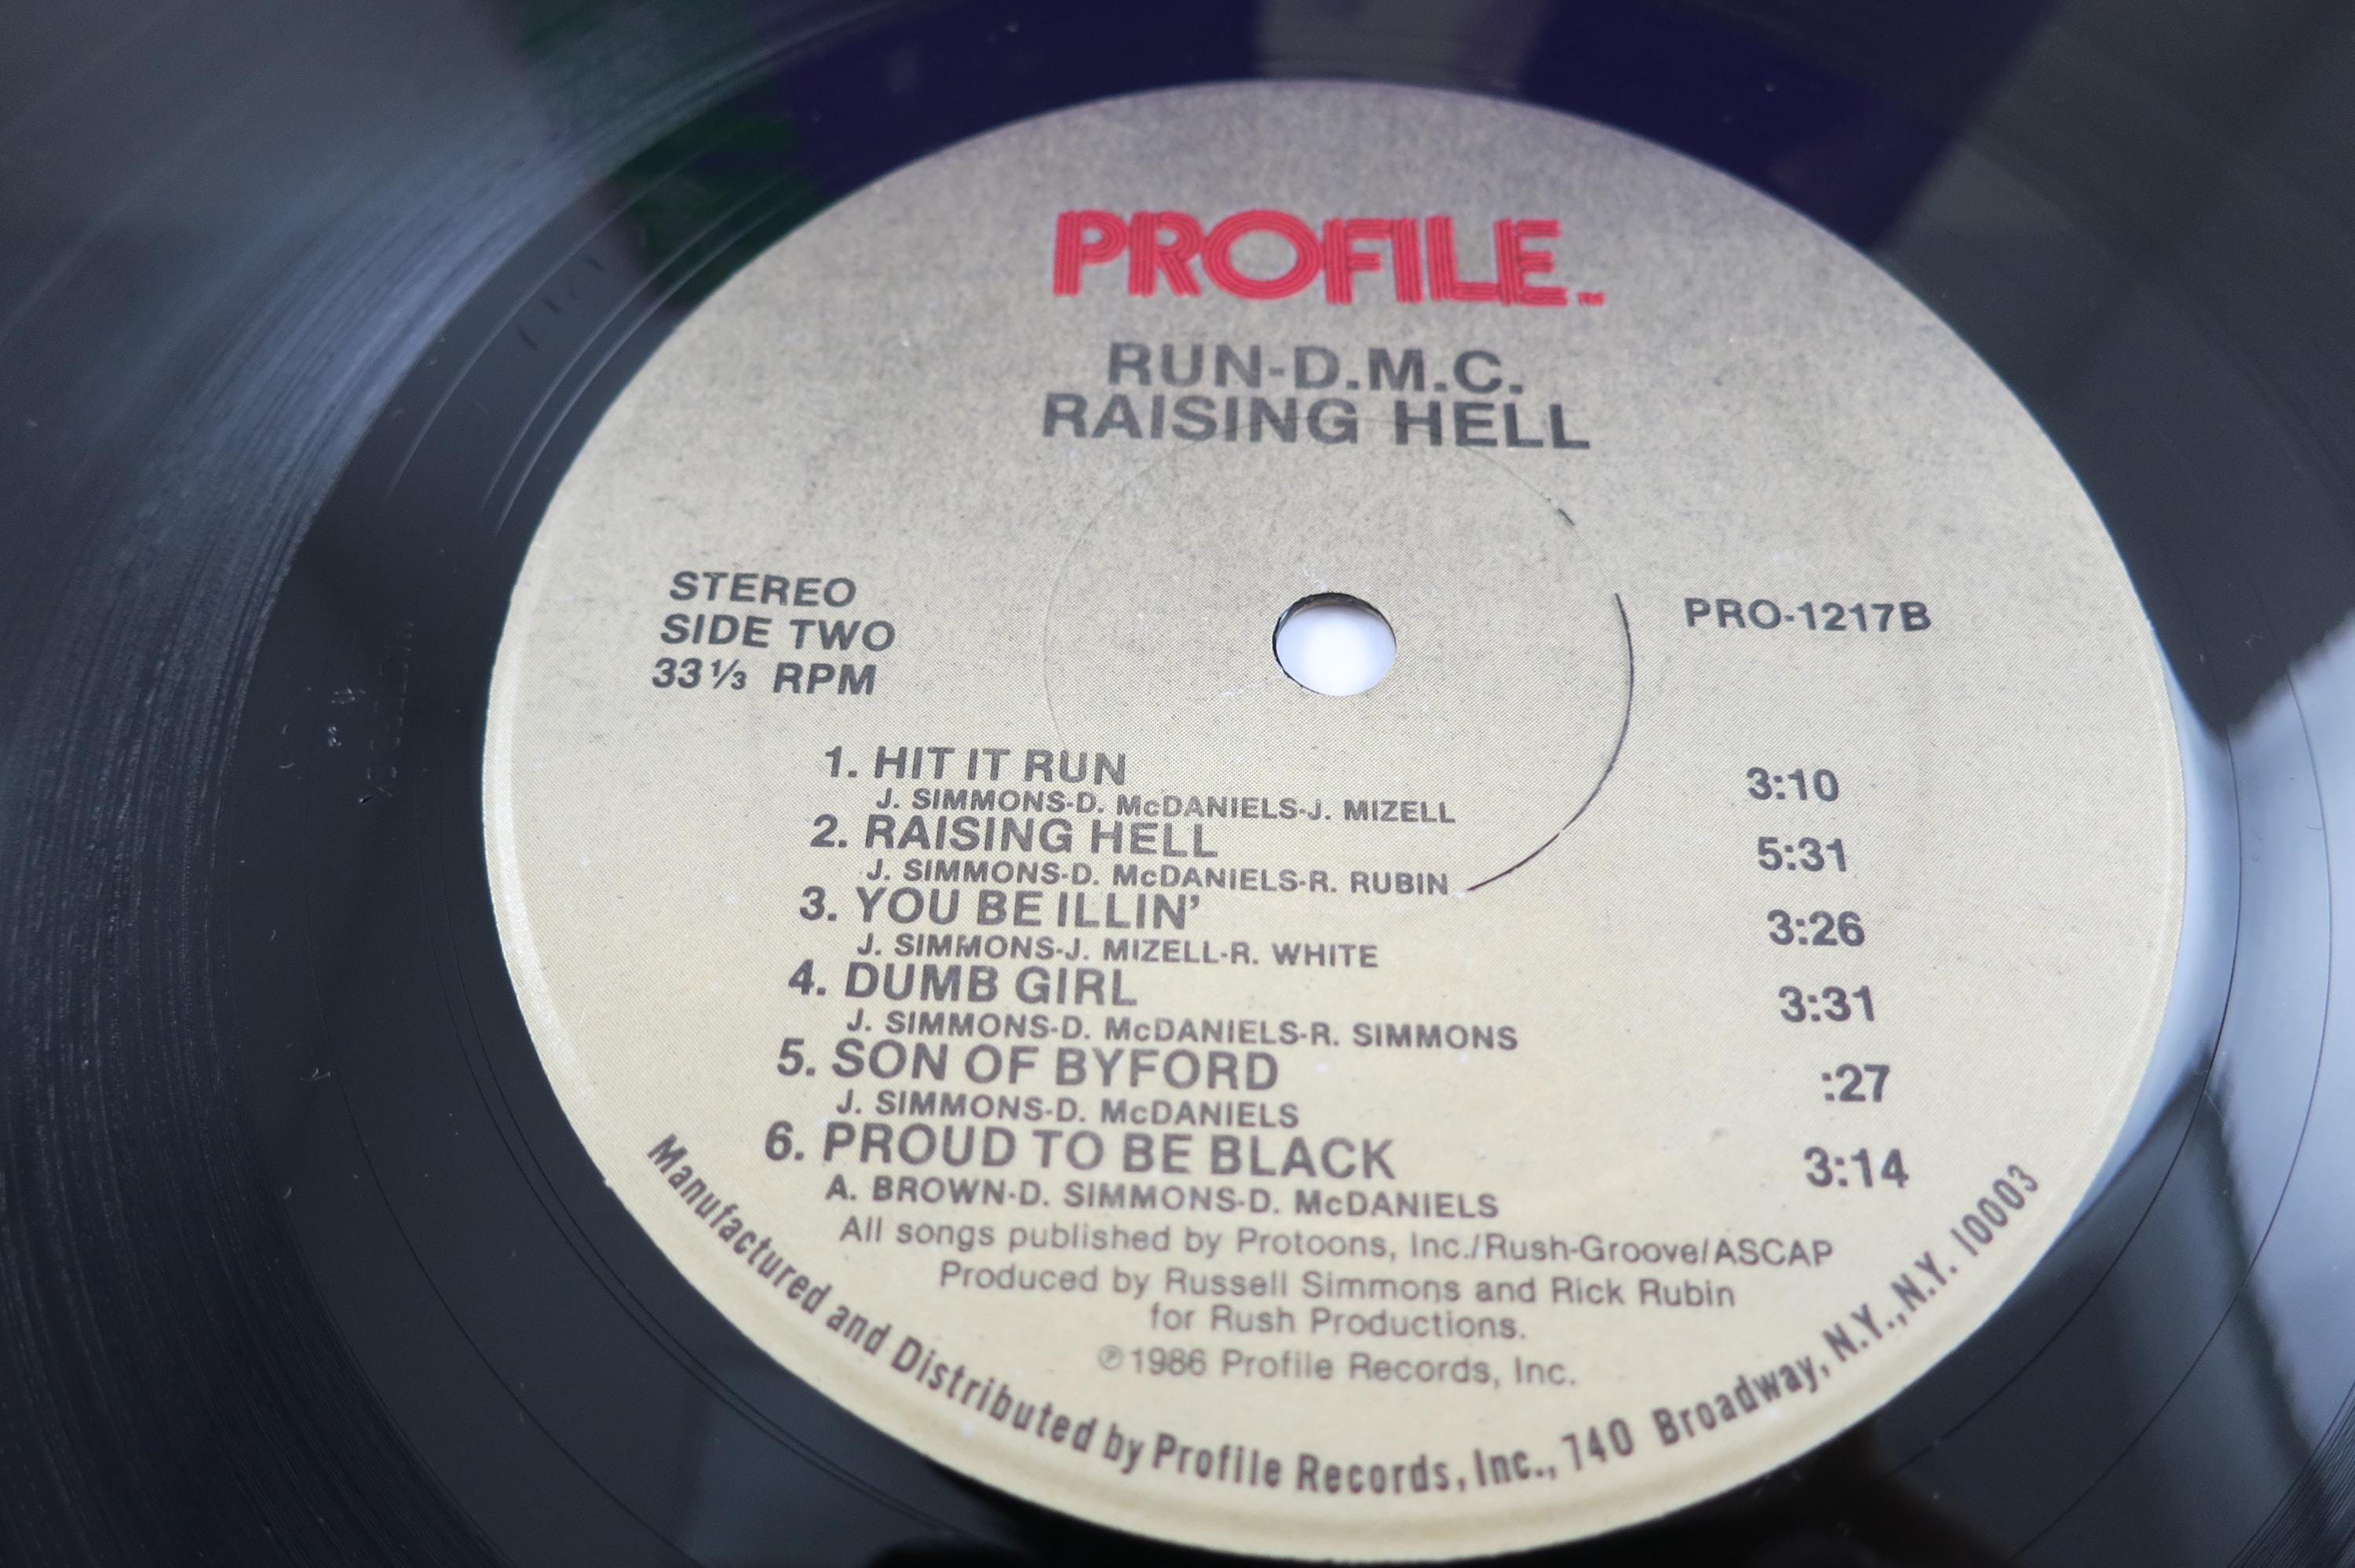 PROFILE™
RUN-D.M.C.
RAISING HELL
STEREO
SIDE TWO
33 ⅓ RPM
PRO-1217B
1. HIT IT RUN 3:10
J. SIMMONS-D. McDANIELS-J. MIZELL
2. RAISING HELL 5:31
J. SIMMONS-D. McDANIELS-R. RUBIN
3. YOU BE ILLIN' 3:26
J. SIMMONS-J. MIZELL-R. WHITE
4. DUMB GIRL 3:31
J. SIMMONS-D. McDANIELS-R. SIMMONS
5. SON OF BYFORD :27
J. SIMMONS-D. McDANIELS
6. PROUD TO BE BLACK 3:14
A. BROWN-D. SIMMONS-D. McDANIELS
All songs published by Protoons, Inc./Rush-Groove/ASCAP
Produced by Russell Simmons and Rick Rubin
for Rush Productions.
℗1986 Profile Records, Inc.
Manufactured and Distributed by Profile Records, Inc., 740 Broadway, N.Y.,N.Y. 10003